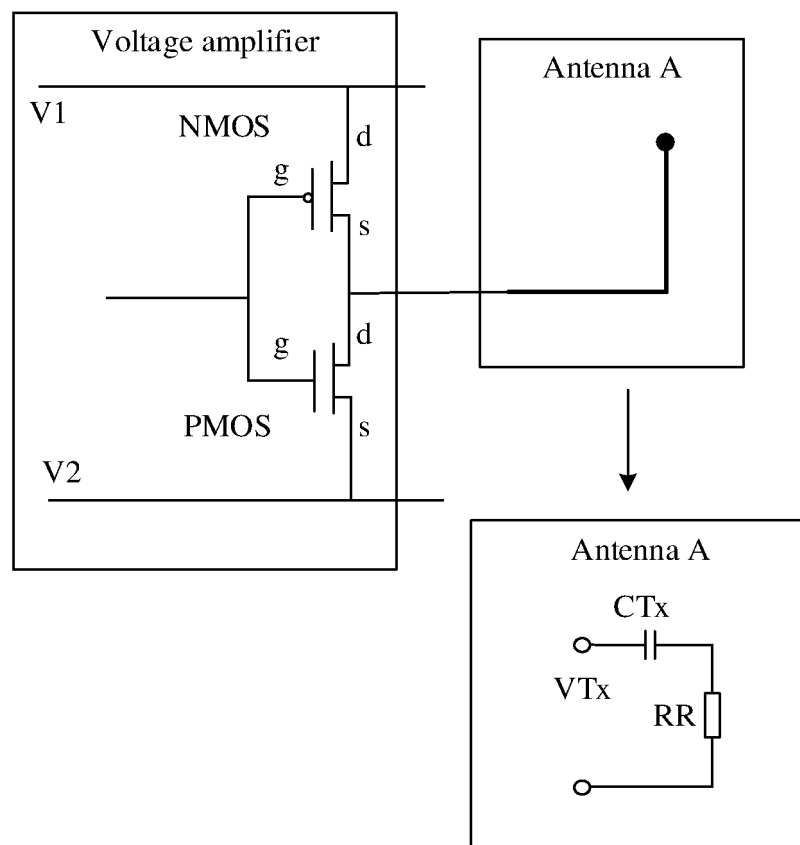 Voltage amplifier
Antenna A
V1
NMOS
d
g
s
g
d
PMOS
s
V2
Antenna A
CTx
VTx
RR